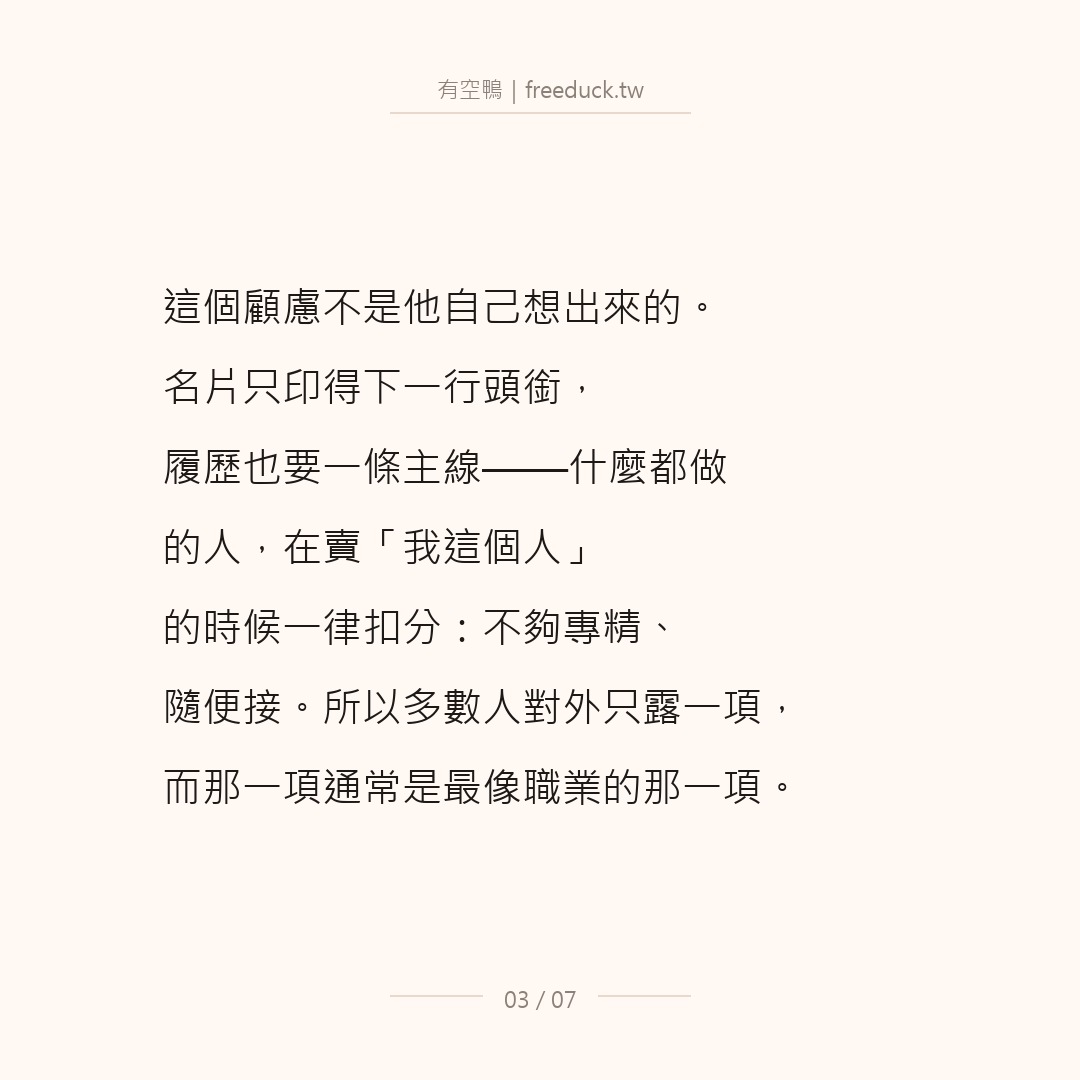 有空鴨｜freeduck.tw
這個顧慮不是他自己想出來的。
名片只印得下一行頭銜，
履歷也要一條主線——什麼都做
的人，在賣「我這個人」
的時候一律扣分：不夠專精、
隨便接。所以多數人對外只露一項，
而那一項通常是最像職業的那一項。
03 / 07